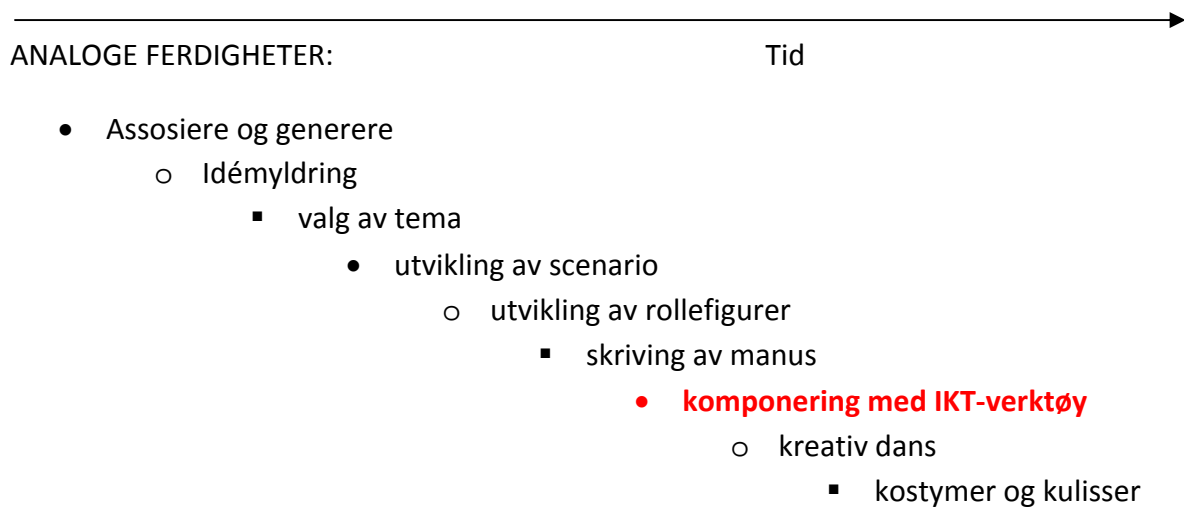 ANALOGE FERDIGHETER: Tid
• Assosiere og generere
o Idémyldring
▪ valg av tema
• utvikling av scenario
o utvikling av rollefigurer
▪ skriving av manus
• komponering med IKT-verktøy
o kreativ dans
▪ kostymer og kulisser